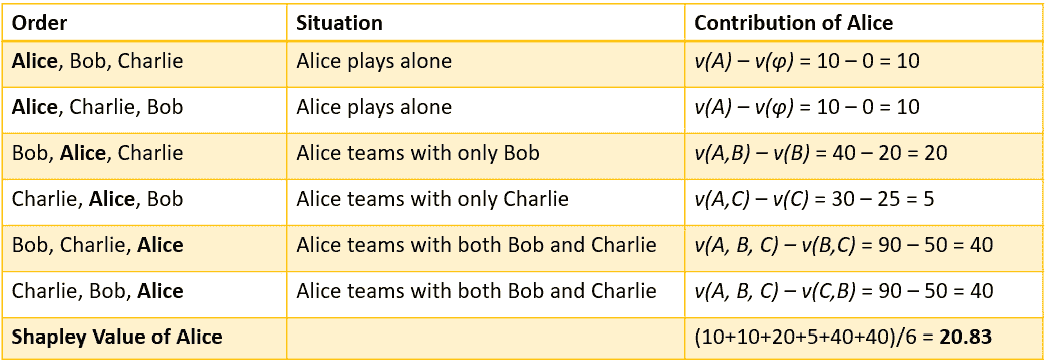 Order Situation Contribution of Alice
Alice, Bob, Charlie Alice plays alone v(A) – v(φ) = 10 – 0 = 10
Alice, Charlie, Bob Alice plays alone v(A) – v(φ) = 10 – 0 = 10
Bob, Alice, Charlie Alice teams with only Bob v(A,B) – v(B) = 40 – 20 = 20
Charlie, Alice, Bob Alice teams with only Charlie v(A,C) – v(C) = 30 – 25 = 5
Bob, Charlie, Alice Alice teams with both Bob and Charlie v(A, B, C) – v(B,C) = 90 – 50 = 40
Charlie, Bob, Alice Alice teams with both Bob and Charlie v(A, B, C) – v(C,B) = 90 – 50 = 40
Shapley Value of Alice (10+10+20+5+40+40)/6 = 20.83